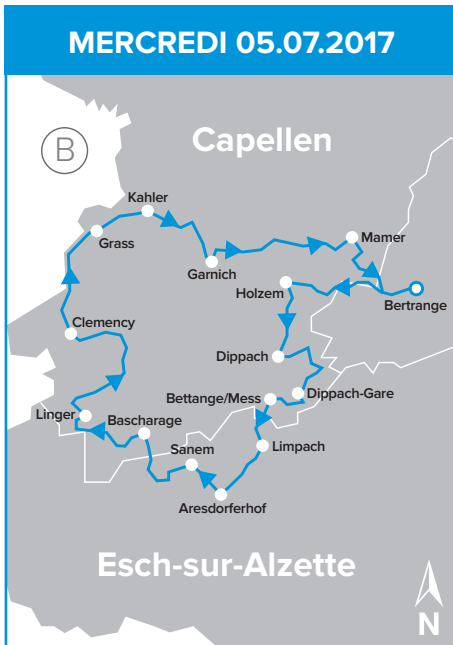 MERCREDI 05.07.2017
B
Capellen
Kahler
Grass
Mamer
Garnich
Holzem
Bertrange
Clemency
Dippach
Dippach-Gare
Bettange/Mess
Linger
Bascharage
Sanem
Limpach
Aresdorferhof
Esch-sur-Alzette
N